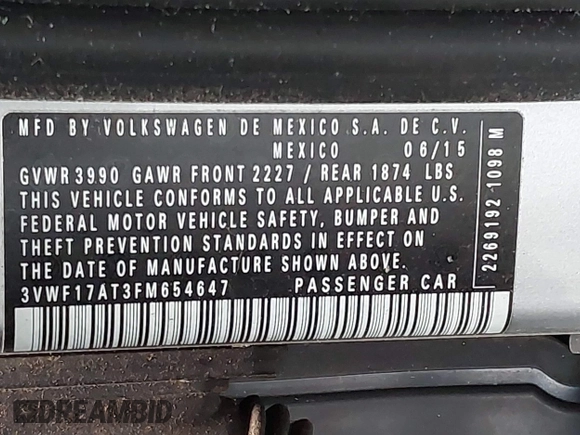 MFD BY VOLKSWAGEN DE MEXICO S.A. DE C.V.
MEXICO 06/15
GVWR 3990 GAWR FRONT 2227 / REAR 1874 LBS
THIS VEHICLE CONFORMS TO ALL APPLICABLE U.S.
FEDERAL MOTOR VEHICLE SAFETY, BUMPER AND
THEFT PREVENTION STANDARDS IN EFFECT ON
THE DATE OF MANUFACTURE SHOWN ABOVE.
3VWF17AT3FM654647 PASSENGER CAR
22691921098 M
DREAMBID